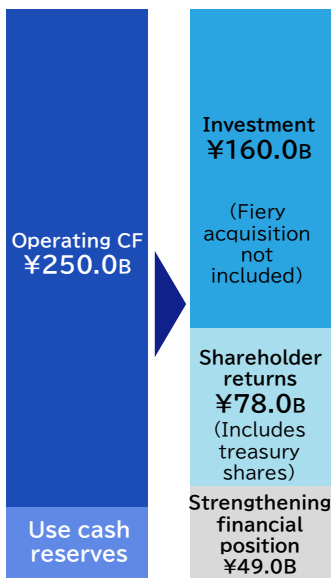 Operating CF
¥250.0B
Use cash
reserves
Investment
¥160.0B
(Fiery
acquisition
not
included)
Shareholder
returns
¥78.0B
(Includes
treasury
shares)
Strengthening
financial
position
¥49.0B